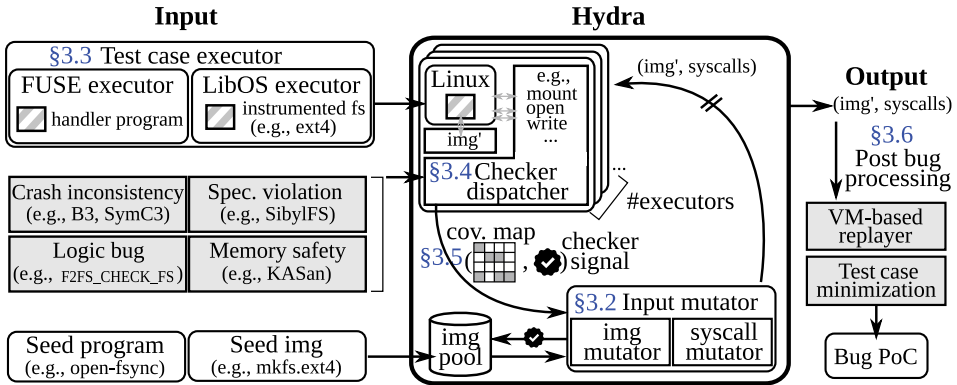 Input
§3.3 Test case executor
FUSE executor
handler program
LibOS executor
instrumented fs
(e.g., ext4)
Crash inconsistency
(e.g., B3, SymC3)
Spec. violation
(e.g., SibylFS)
Logic bug
(e.g., F2FS_CHECK_FS)
Memory safety
(e.g., KASan)
Seed program
(e.g., open-fsync)
Seed img
(e.g., mkfs.ext4)
Hydra
Linux
img'
e.g.,
mount
open
write
...
§3.4 Checker
dispatcher
...
#executors
(img', syscalls)
cov. map
§3.5( , )
checker
signal
§3.2 Input mutator
img
mutator
syscall
mutator
img
pool
Output
(img', syscalls)
§3.6
Post bug
processing
VM-based
replayer
Test case
minimization
Bug PoC